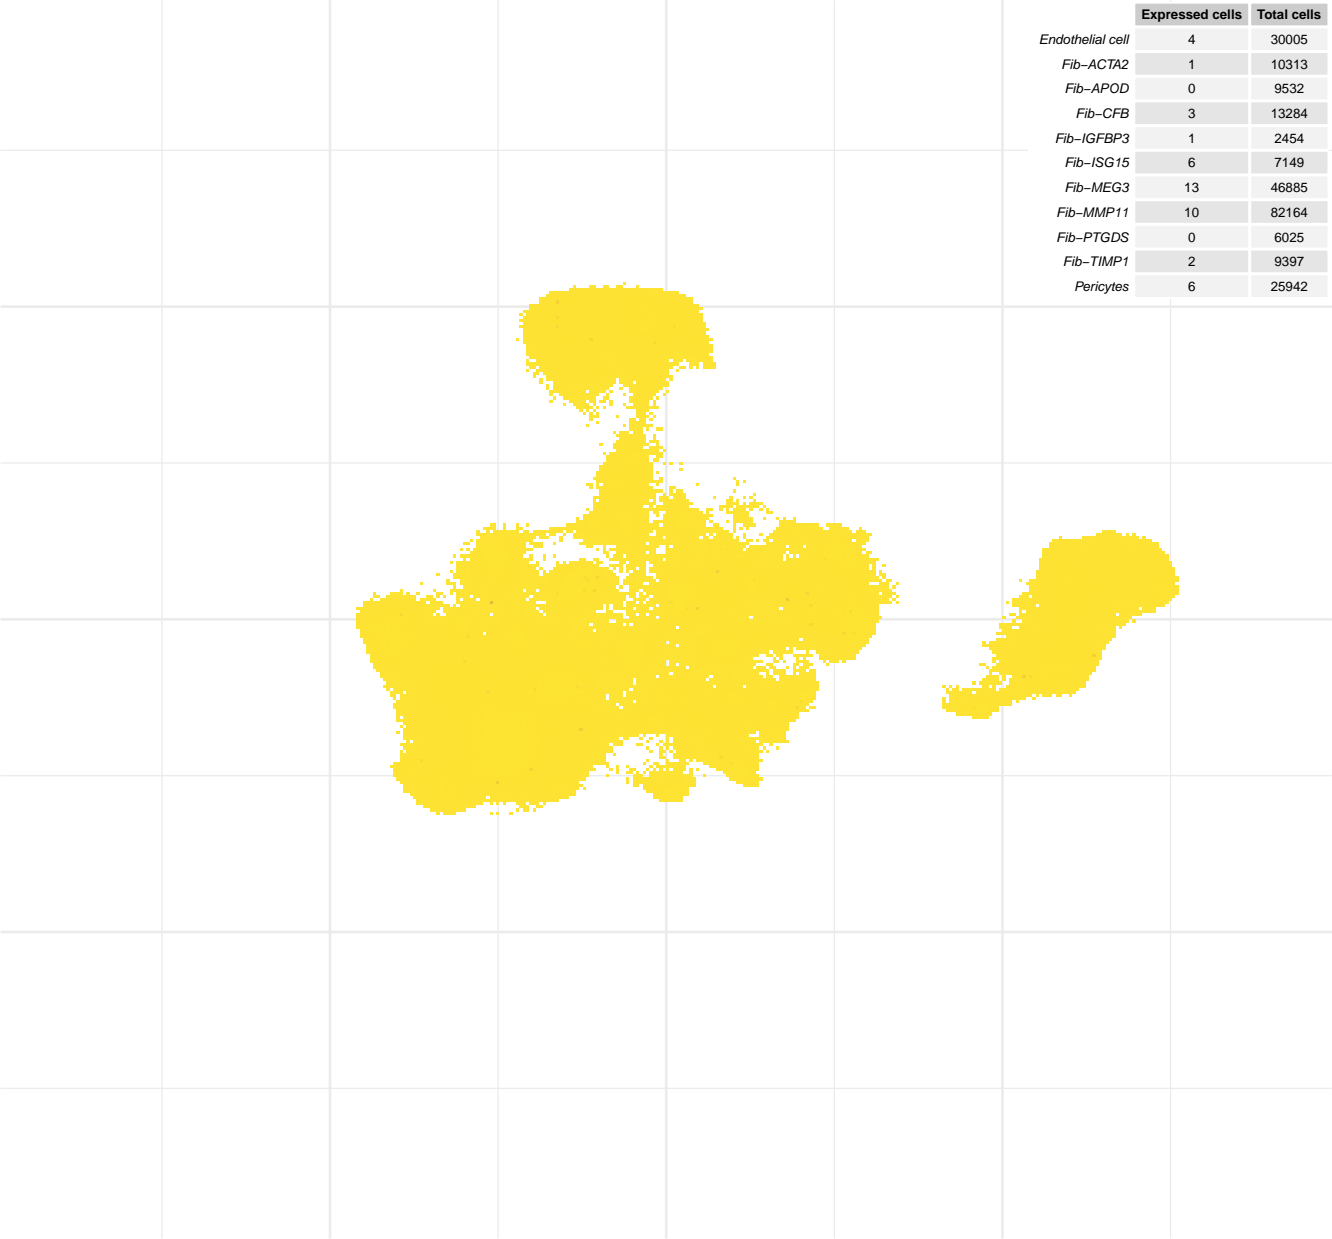 Expressed cells Total cells
Endothelial cell 4 30005
Fib−ACTA2 1 10313
Fib−APOD 0 9532
Fib−CFB 3 13284
Fib−IGFBP3 1 2454
Fib−ISG15 6 7149
Fib−MEG3 13 46885
Fib−MMP11 10 82164
Fib−PTGDS 0 6025
Fib−TIMP1 2 9397
Pericytes 6 25942